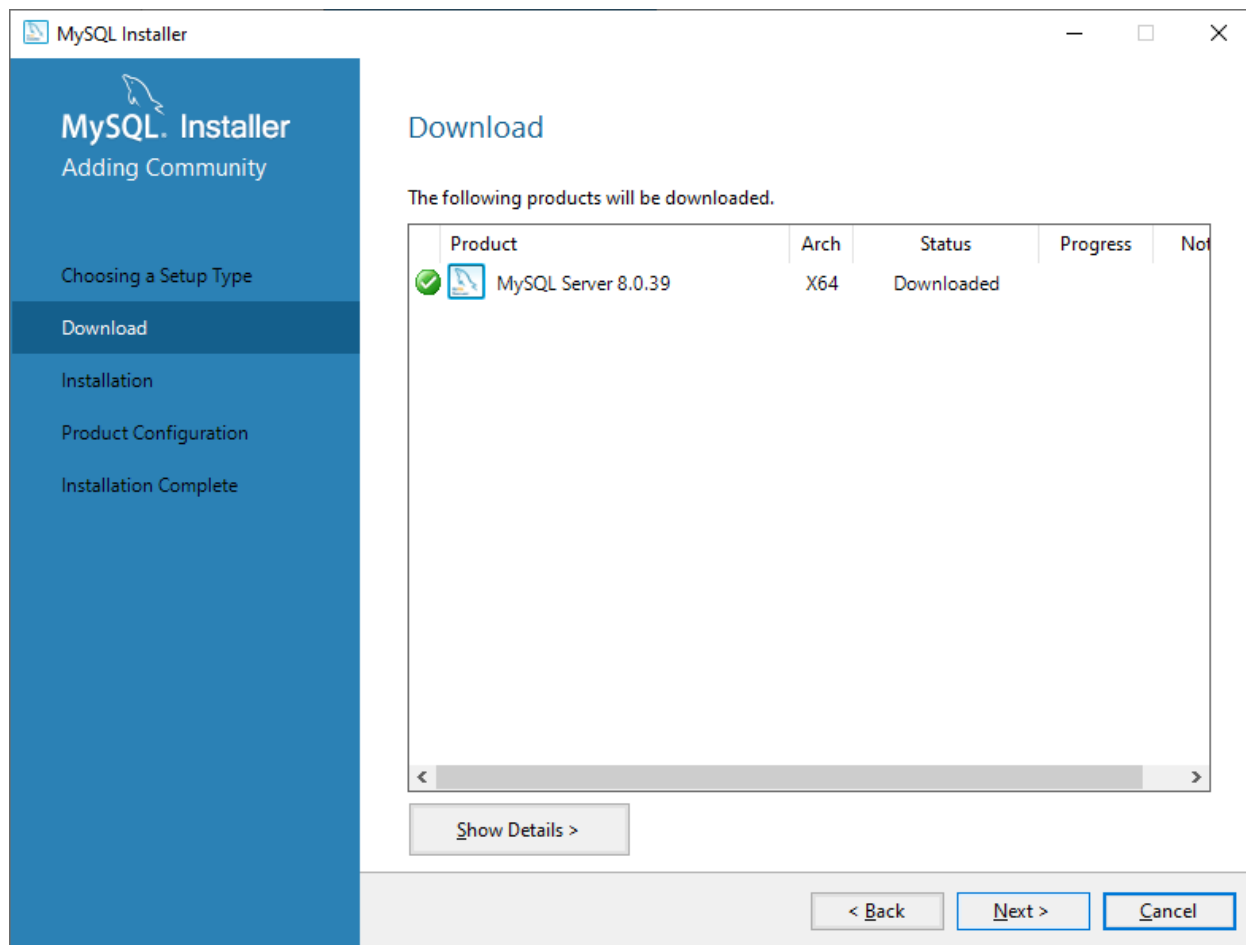 MySQL Installer
MySQL. Installer
Adding Community
Choosing a Setup Type
Download
Installation
Product Configuration
Installation Complete
Download
The following products will be downloaded.
Product Arch Status Progress Not
MySQL Server 8.0.39 X64 Downloaded
Show Details >
< Back Next > Cancel